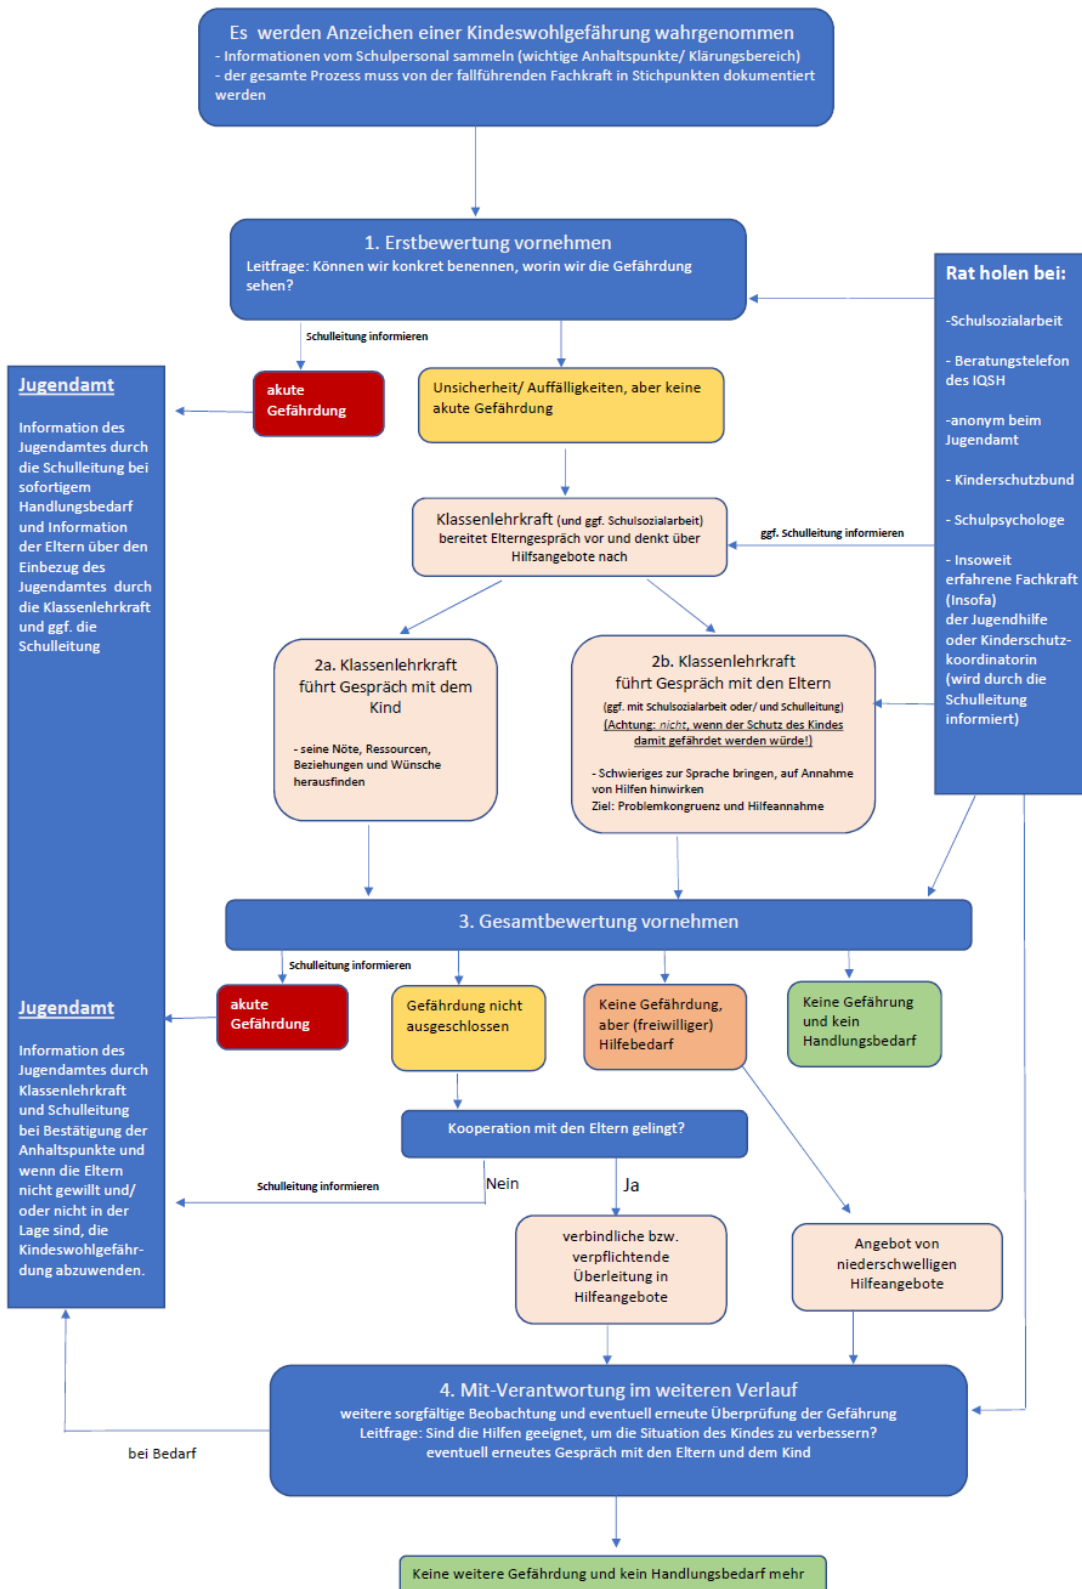 Es  werden Anzeichen einer Kindeswohlgefährdung wahrgenommen
- Informationen vom Schulpersonal sammeln (wichtige Anhaltspunkte/ Klärungsbereich)
- der gesamte Prozess muss von der fallführenden Fachkraft in Stichpunkten dokumentiert
werden
1. Erstbewertung vornehmen
Leitfrage: Können wir konkret benennen, worin wir die Gefährdung
sehen?
Rat holen bei:
-Schulsozialarbeit
- Beratungstelefon
des IQSH
-anonym beim
Jugendamt
- Kinderschutzbund
- Schulpsychologe
- Insoweit
erfahrene Fachkraft
(Insofa)
der Jugendhilfe
oder Kinderschutz-
koordinatorin
(wird durch die
Schulleitung
informiert)
Schulleitung informieren
akute
Gefährdung
Unsicherheit/ Auffälligkeiten, aber keine
akute Gefährdung
Jugendamt
Information des
Jugendamtes durch
die Schulleitung bei
sofortigem
Handlungsbedarf
und Information
der Eltern über den
Einbezug des
Jugendamtes  durch
die Klassenlehrkraft
und ggf. die
Schulleitung
Klassenlehrkraft (und ggf. Schulsozialarbeit)
bereitet Elterngespräch vor und denkt über
Hilfsangebote nach
ggf. Schulleitung informieren
2a. Klassenlehrkraft
führt Gespräch mit dem
Kind
- seine Nöte, Ressourcen,
Beziehungen und Wünsche
herausfinden
2b. Klassenlehrkraft
führt Gespräch mit den Eltern
(ggf. mit Schulsozialarbeit oder/ und Schulleitung)
(Achtung: nicht, wenn der Schutz des Kindes
damit gefährdet werden würde!)
- Schwieriges zur Sprache bringen, auf Annahme
von Hilfen hinwirken
Ziel: Problemkongruenz und Hilfeannahme
3. Gesamtbewertung vornehmen
Schulleitung informieren
akute
Gefährdung
Gefährdung nicht
ausgeschlossen
Keine Gefährdung,
aber (freiwilliger)
Hilfebedarf
Keine Gefährung
und kein
Handlungsbedarf
Jugendamt
Information des
Jugendamtes durch
Klassenlehrkraft
und Schulleitung
bei Bestätigung der
Anhaltspunkte und
wenn die Eltern
nicht gewillt und/
oder nicht in der
Lage sind, die
Kindeswohlgefähr-
dung abzuwenden.
Kooperation mit den Eltern gelingt?
Schulleitung informieren
Nein
Ja
verbindliche bzw.
verpflichtende
Überleitung in
Hilfeangebote
Angebot von
niederschwelligen
Hilfeangebote
4. Mit-Verantwortung im weiteren Verlauf
weitere sorgfältige Beobachtung und eventuell erneute Überprüfung der Gefährung
Leitfrage: Sind die Hilfen geeignet, um die Situation des Kindes zu verbessern?
eventuell erneutes Gespräch mit den Eltern und dem Kind
bei Bedarf
Keine weitere Gefährdung und kein Handlungsbedarf mehr